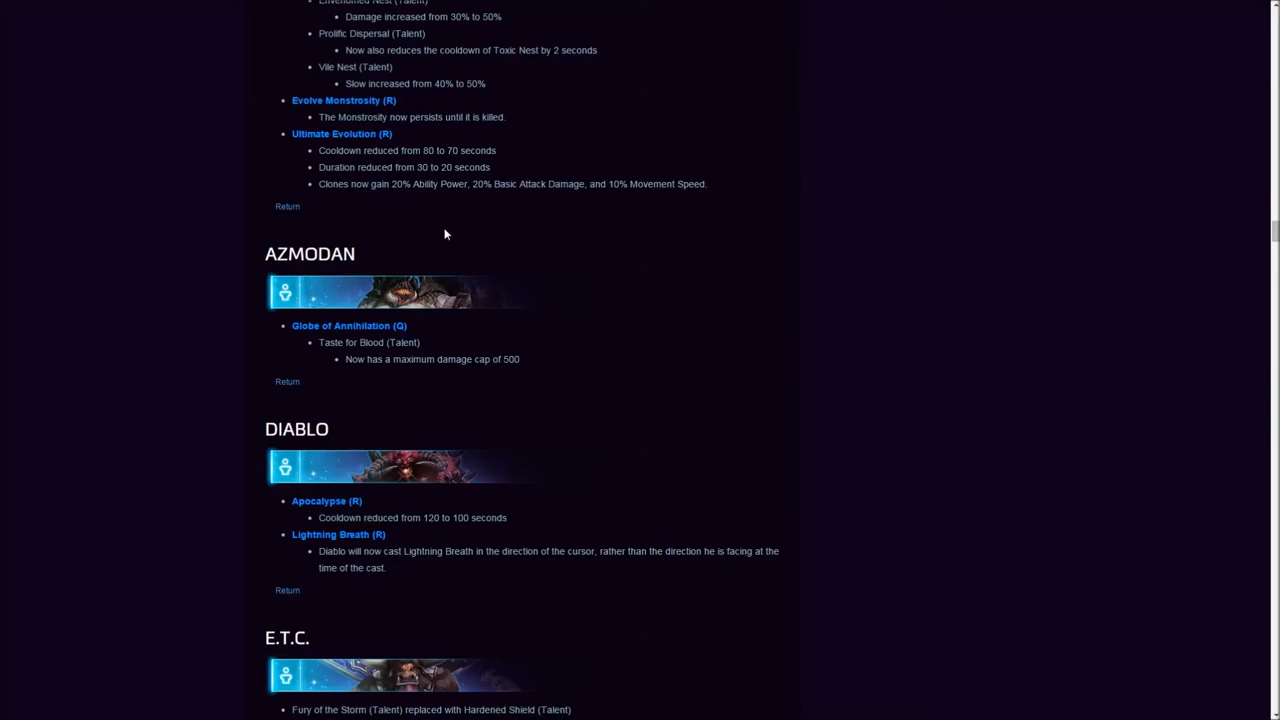 Envenomed Nest (Talent)
Damage increased from 30% to 50%
Prolific Dispersal (Talent)
Now also reduces the cooldown of Toxic Nest by 2 seconds
Vile Nest (Talent)
Slow increased from 40% to 50%
Evolve Monstrosity (R)
The Monstrosity now persists until it is killed.
Ultimate Evolution (R)
Cooldown reduced from 80 to 70 seconds
Duration reduced from 30 to 20 seconds
Clones now gain 20% Ability Power, 20% Basic Attack Damage, and 10% Movement Speed.
Return
AZMODAN
Globe of Annihilation (Q)
Taste for Blood (Talent)
Now has a maximum damage cap of 500
Return
DIABLO
Apocalypse (R)
Cooldown reduced from 120 to 100 seconds
Lightning Breath (R)
Diablo will now cast Lightning Breath in the direction of the cursor, rather than the direction he is facing at the
time of the cast.
Return
E.T.C.
Fury of the Storm (Talent) replaced with Hardened Shield (Talent)